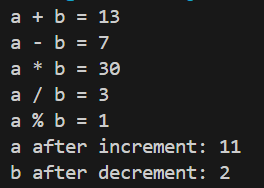 a + b = 13
a - b = 7
a * b = 30
a / b = 3
a % b = 1
a after increment: 11
b after decrement: 2